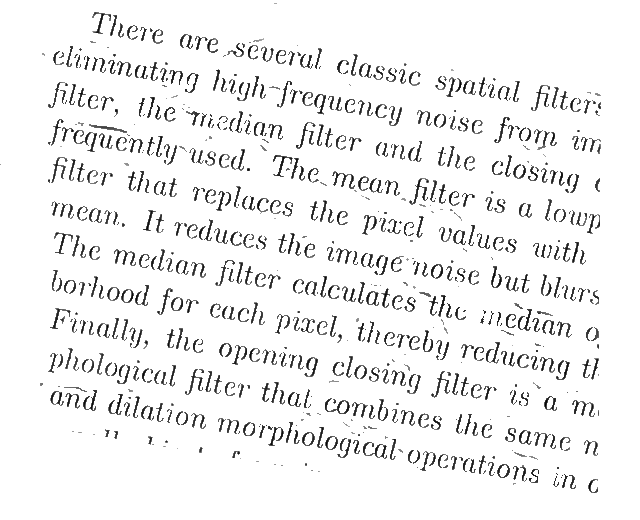 There are several classic spatial filters
eliminating high-frequency noise from im
filter, the median filter and the closing
frequently used. The mean filter is a lowp
filter that replaces the pixel values with
mean. It reduces the image noise but blurs
The median filter calculates the median o
borhood for each pixel, thereby reducing th
Finally, the opening closing filter is a m
phological filter that combines the same n
and dilation morphological operations in